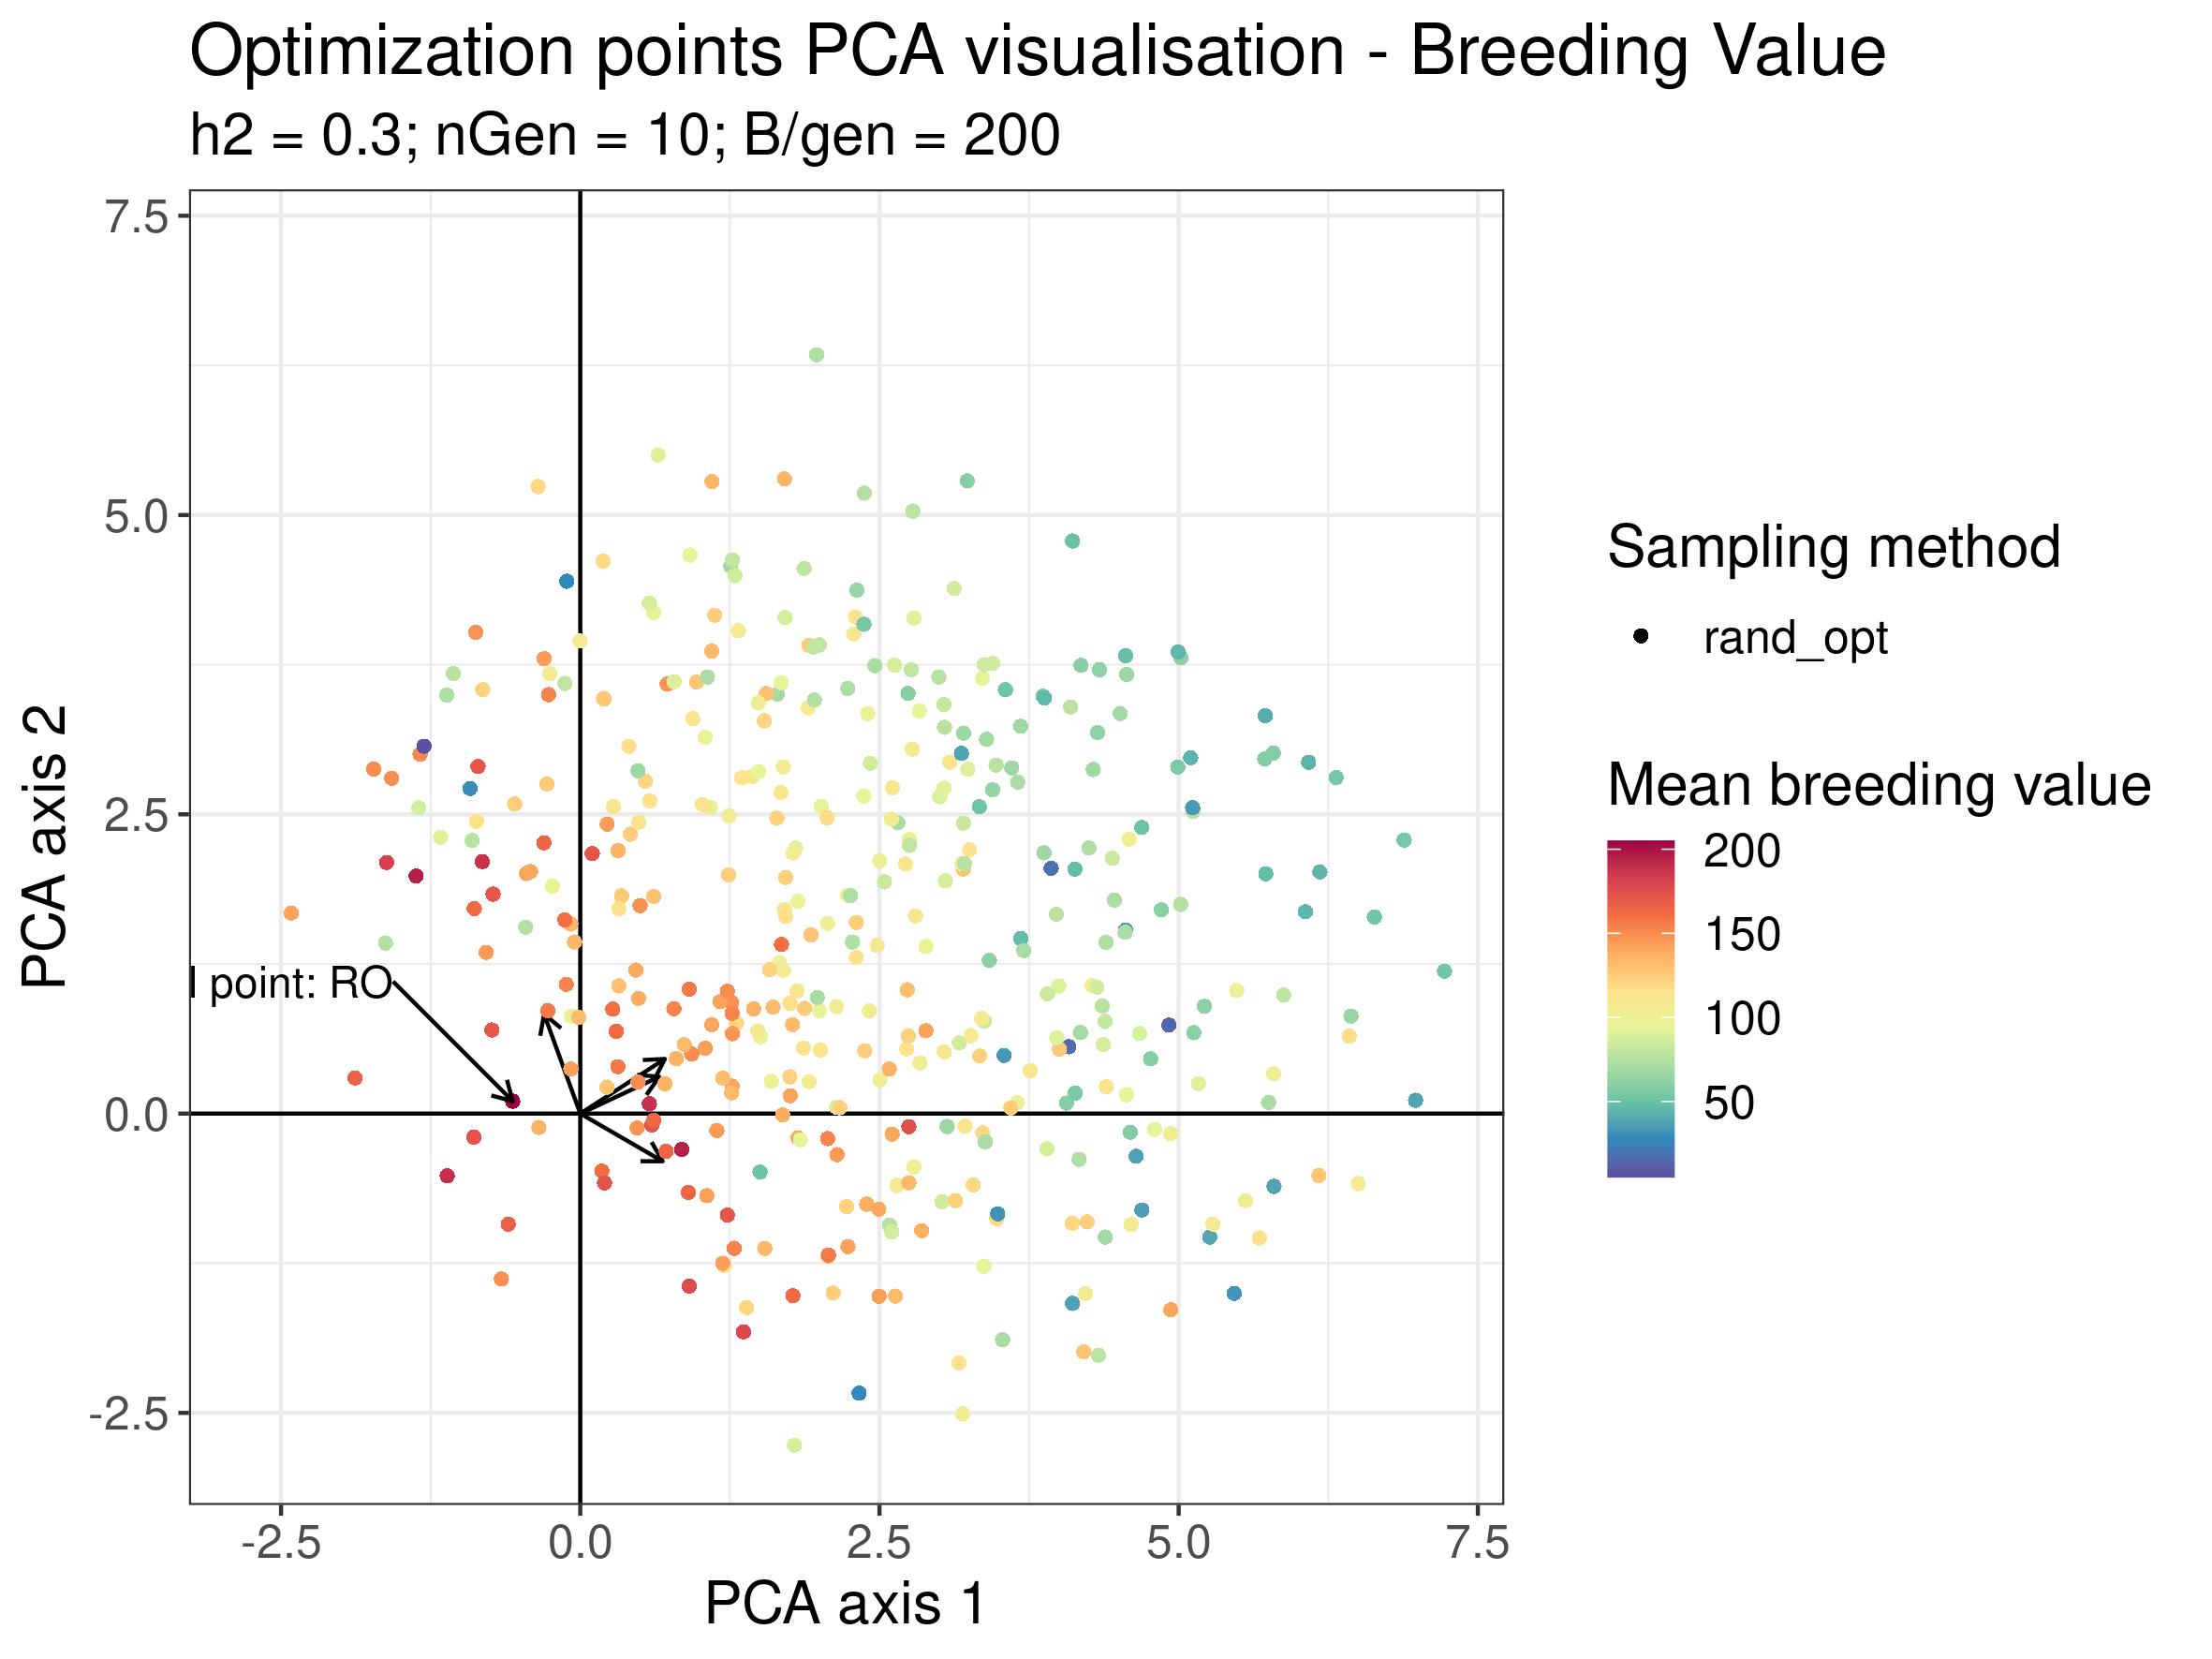 Optimization points PCA visualisation - Breeding Value
h2 = 0.3; nGen = 10; B/gen = 200
7.5
5.0
2.5
0.0
-2.5
PCA axis 2
point: RO
-2.5
0.0
2.5
5.0
7.5
PCA axis 1
Sampling method
rand_opt
Mean breeding value
200
150
100
50